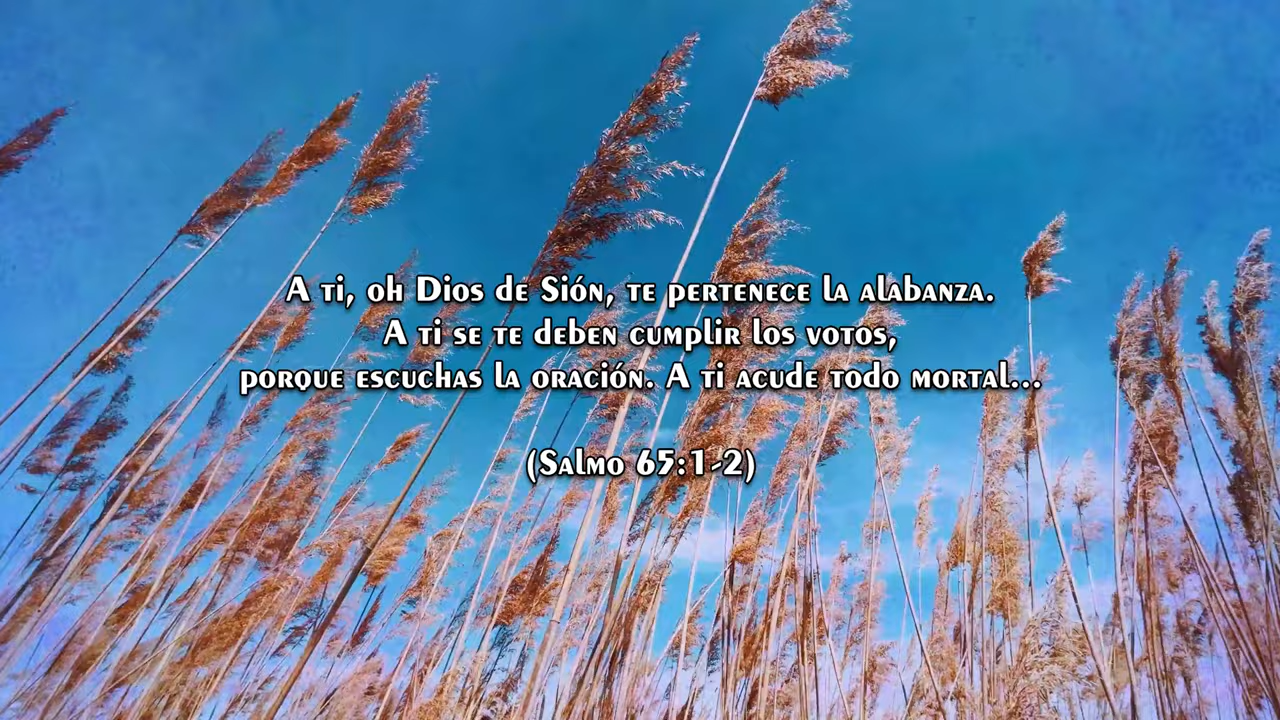 A ti, oh Dios de Sión, te pertenece la alabanza.
A ti se te deben cumplir los votos,
porque escuchas la oración. A ti acude todo mortal...
(Salmo 65:1-2)